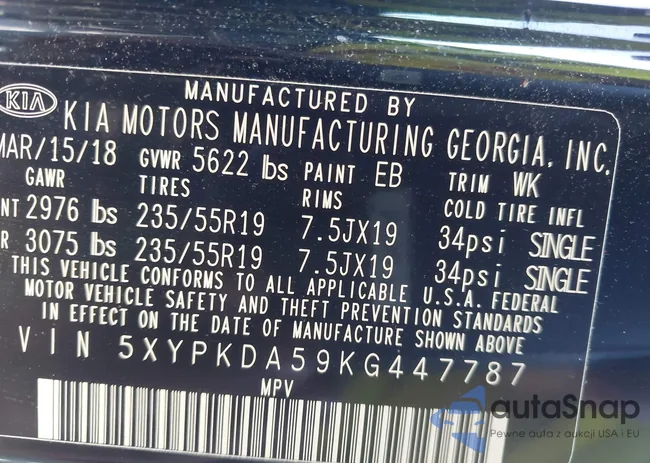 KIA
MANUFACTURED BY
KIA MOTORS MANUFACTURING GEORGIA, INC.
MAR/15/18 GVWR 5622 lbs PAINT EB TRIM WK
GAWR TIRES RIMS COLD TIRE INFL
NT 2976 lbs 235/55R19 7.5JX19 34psi SINGLE
R 3075 lbs 235/55R19 7.5JX19 34psi SINGLE
THIS VEHICLE CONFORMS TO ALL APPLICABLE U.S.A. FEDERAL
MOTOR VEHICLE SAFETY AND THEFT PREVENTION STANDARDS
IN EFFECT ON THE DATE OF MANUFACTURE SHOWN ABOVE
VIN 5XYPKDA59KG447787
MPV
autaSnap
Pewne auta z aukcji USA i EU